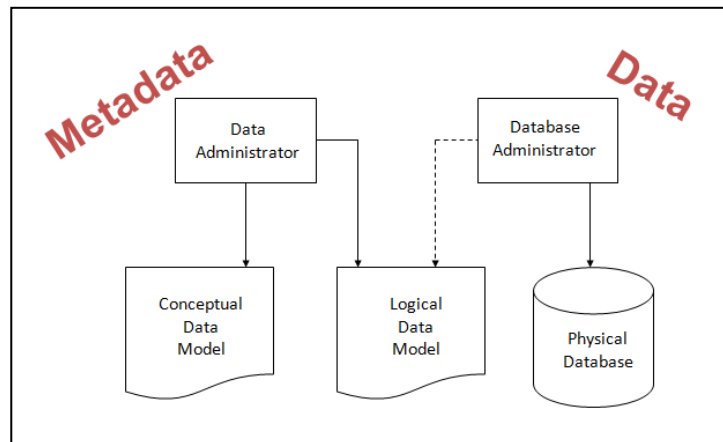 Metadata
Data
Data
Administrator
Database
Administrator
Conceptual
Data
Model
Logical
Data
Model
Physical
Database